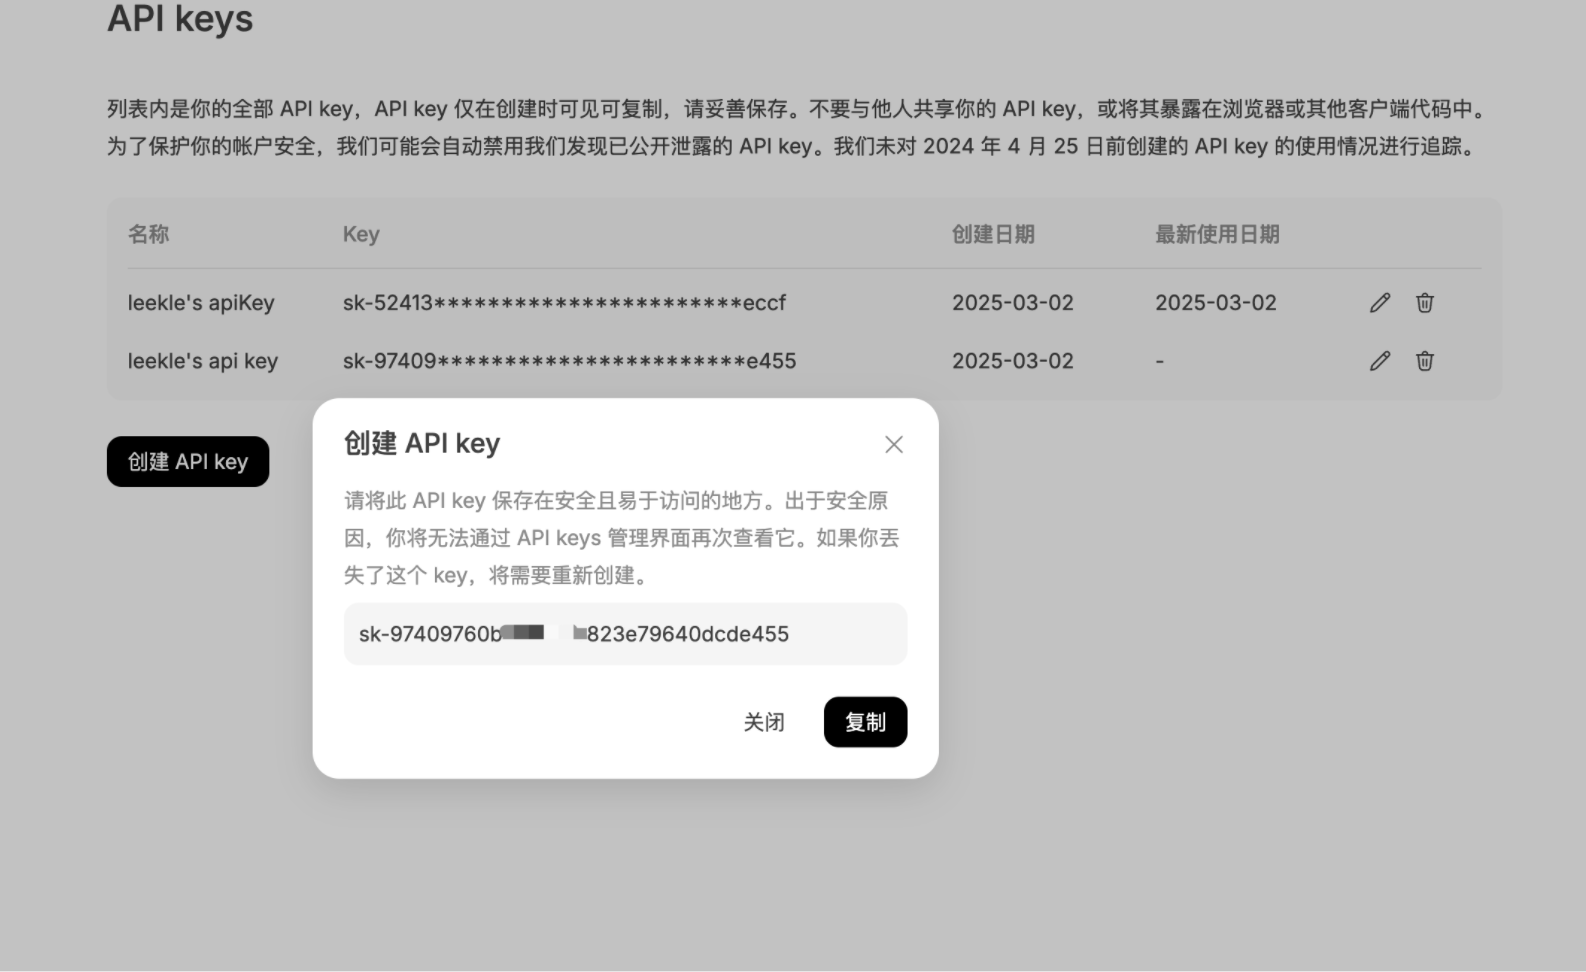 API keys
列表内是你的全部 API key，API key 仅在创建时可见可复制，请妥善保存。不要与他人共享你的 API key，或将其暴露在浏览器或其他客户端代码中。
为了保护你的帐户安全，我们可能会自动禁用我们发现已公开泄露的 API key。我们未对 2024 年 4 月 25 日前创建的 API key 的使用情况进行追踪。
名称 Key 创建日期 最新使用日期
leekle's apiKey sk-52413***********************eccf 2025-03-02 2025-03-02
leekle's api key sk-97409***********************e455 2025-03-02 -
创建 API key
创建 API key
请将此 API key 保存在安全且易于访问的地方。出于安全原
因，你将无法通过 API keys 管理界面再次查看它。如果你丢
失了这个 key，将需要重新创建。
sk-97409760b 823e79640dcde455
关闭 复制